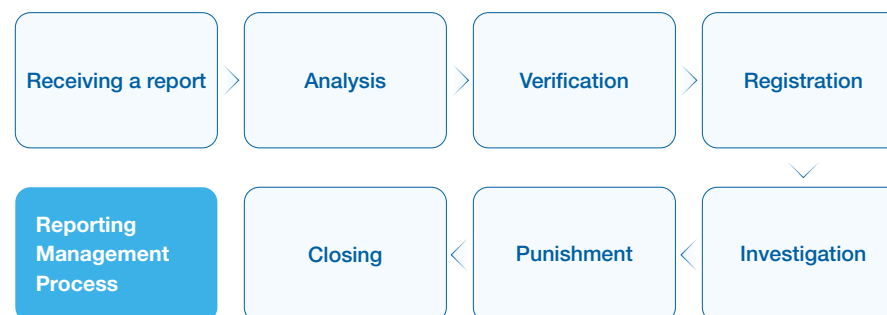 Receiving a report
Analysis
Verification
Registration
Reporting
Management
Process
Closing
Punishment
Investigation